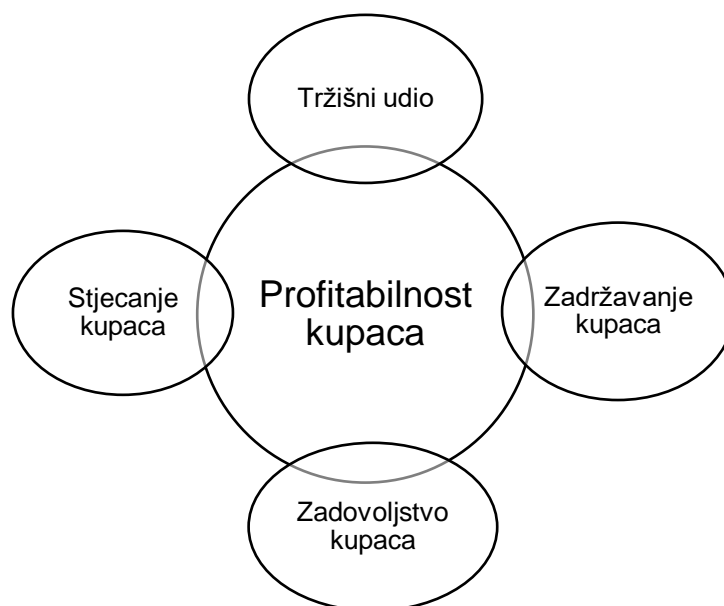 Tržišni udio
Stjecanje
kupaca
Profitabilnost
kupaca
Zadržavanje
kupaca
Zadovoljstvo
kupaca